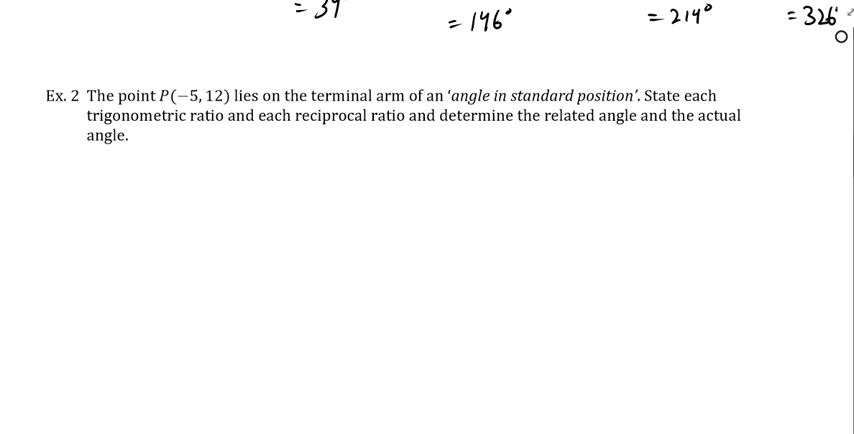 = 34
= 146°
= 214°
= 326°
Ex. 2 The point P(−5, 12) lies on the terminal arm of an ‘angle in standard position’. State each
trigonometric ratio and each reciprocal ratio and determine the related angle and the actual
angle.